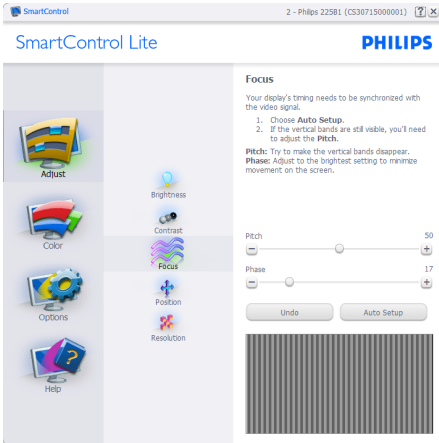 SmartControl
2 - Philips 225B1 (CS30715000001)
?
SmartControl Lite
PHILIPS
Adjust
Color
Options
Help
Brightness
Contrast
Focus
Position
Resolution
Focus
Your display's timing needs to be synchronized with
the video signal.
1. Choose Auto Setup.
2. If the vertical bands are still visible, you'll need
to adjust the Pitch.
Pitch: Try to make the vertical bands disappear.
Phase: Adjust to the brightest setting to minimize
movement on the screen.
Pitch 50
Phase 17
Undo Auto Setup